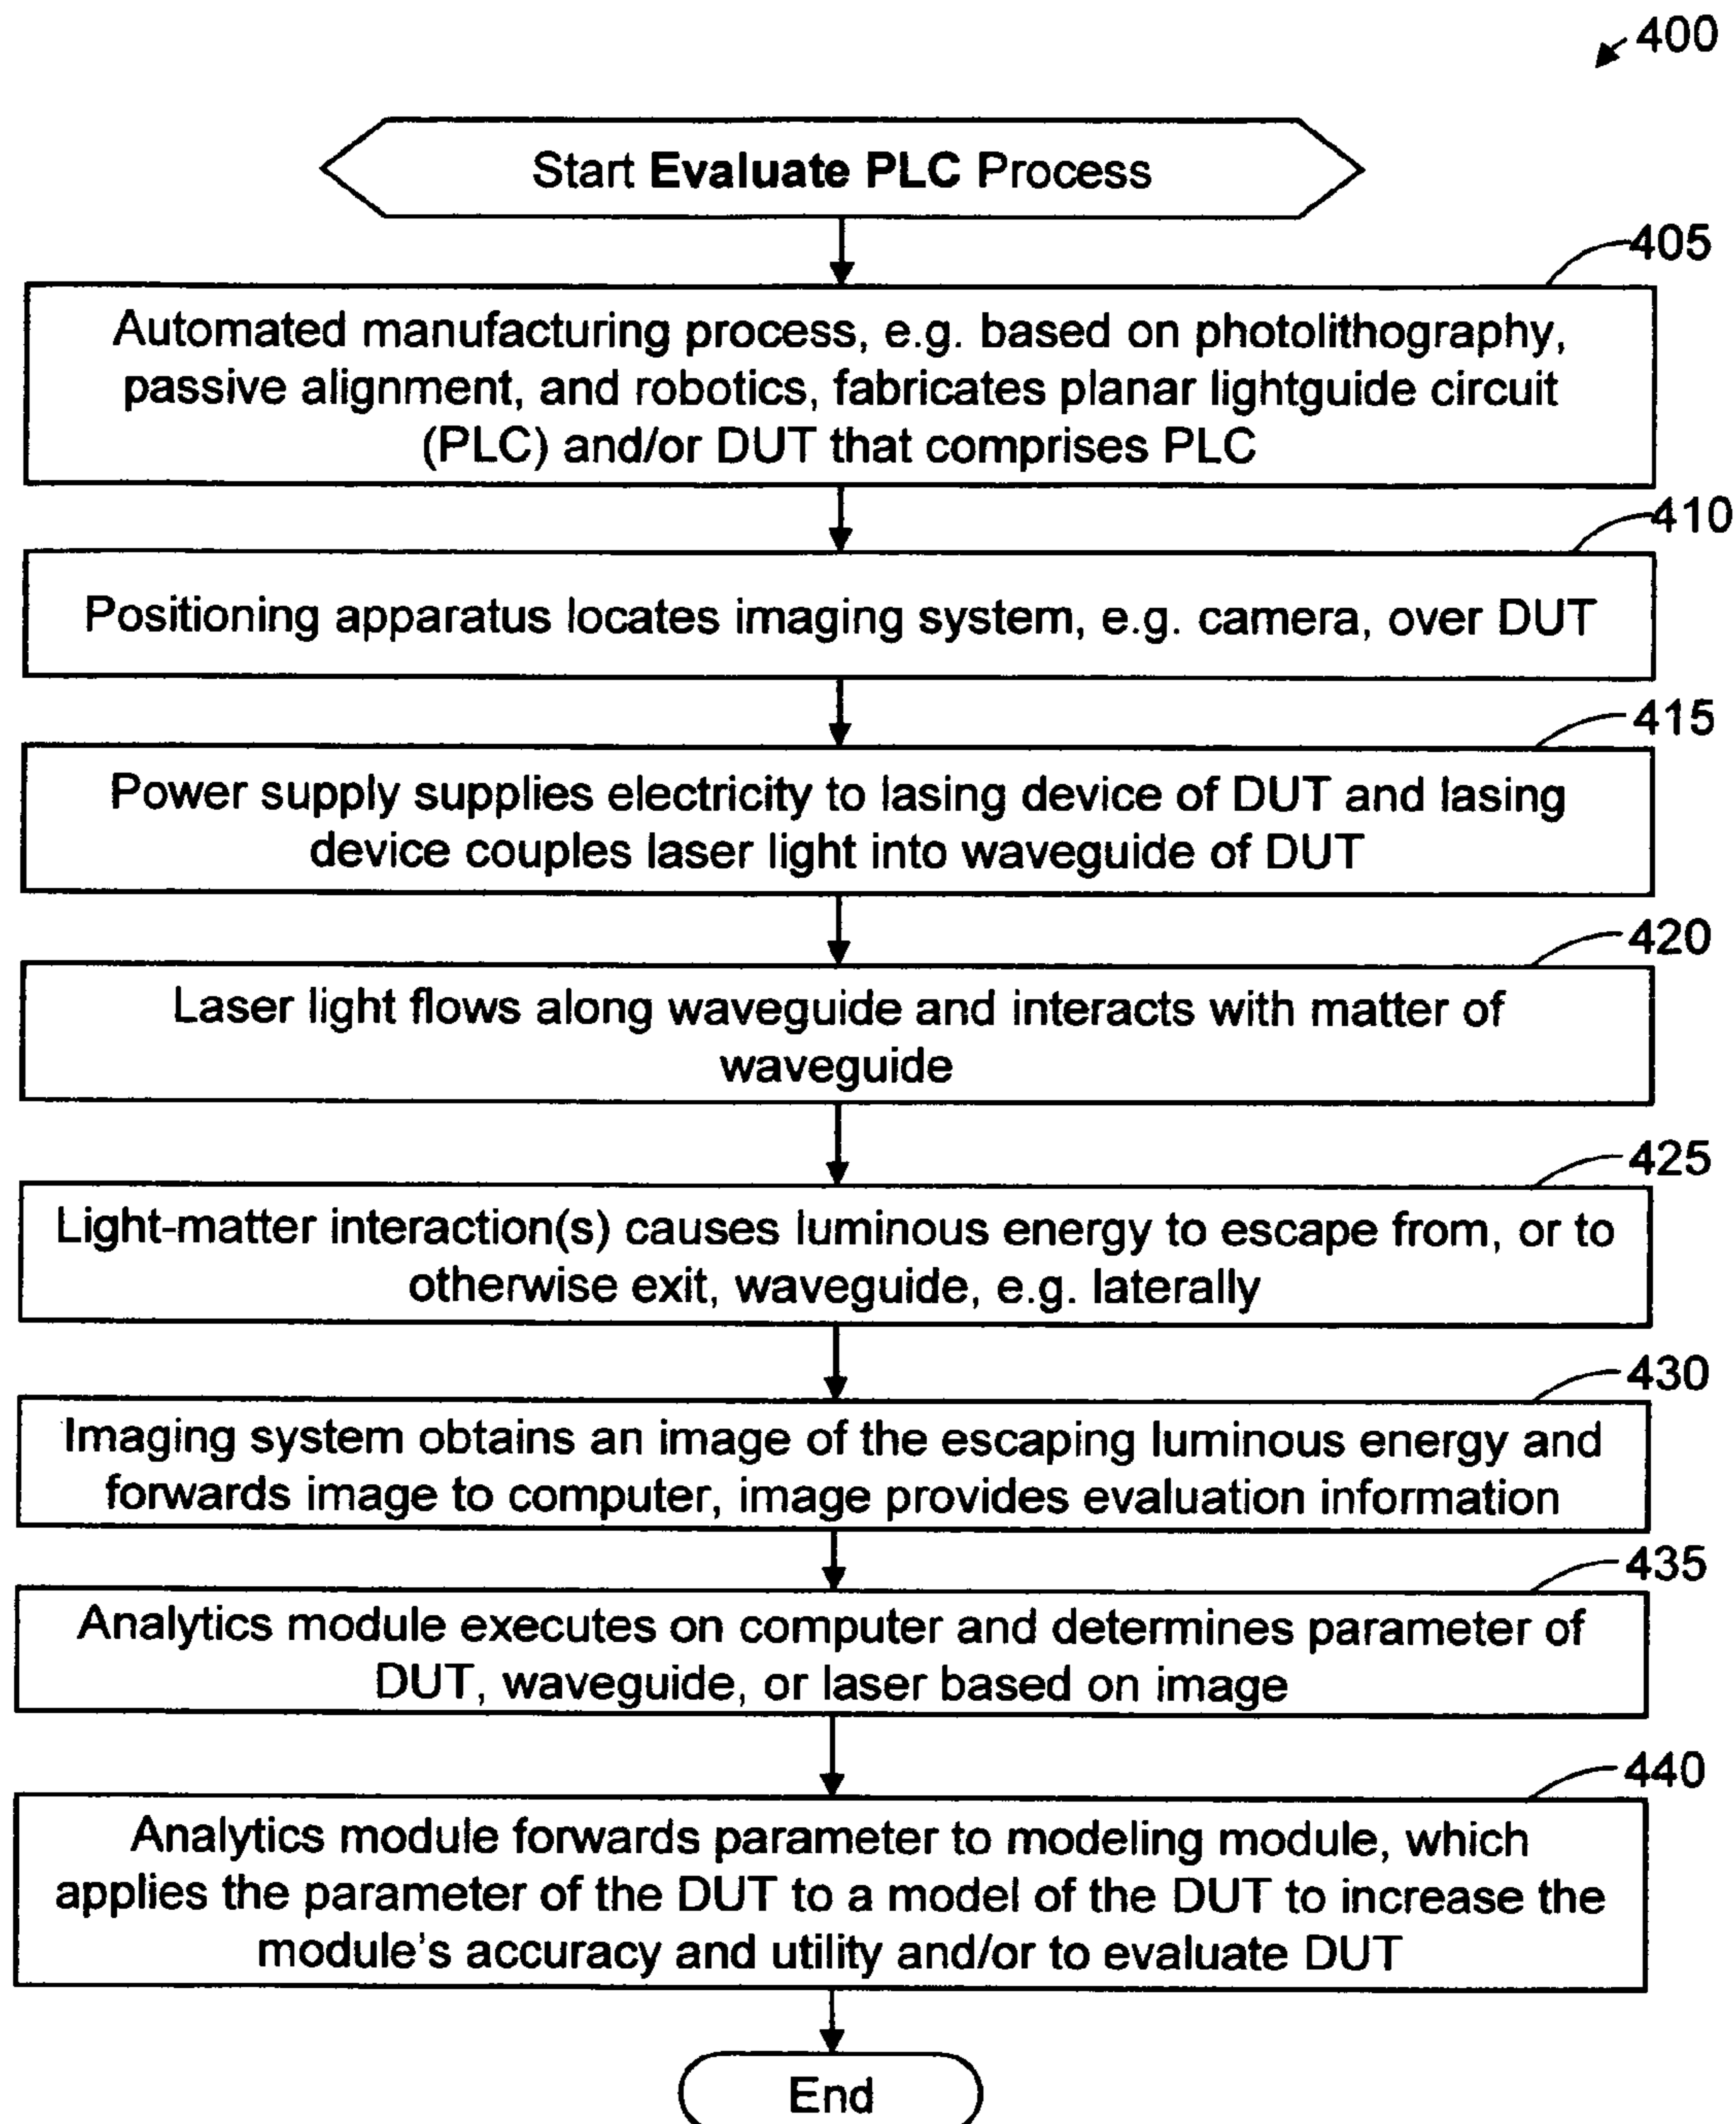 400
Start Evaluate PLC Process
405
Automated manufacturing process, e.g. based on photolithography,
passive alignment, and robotics, fabricates planar lightguide circuit
(PLC) and/or DUT that comprises PLC
410
Positioning apparatus locates imaging system, e.g. camera, over DUT
415
Power supply supplies electricity to lasing device of DUT and lasing
device couples laser light into waveguide of DUT
420
Laser light flows along waveguide and interacts with matter of
waveguide
425
Light-matter interaction(s) causes luminous energy to escape from, or to
otherwise exit, waveguide, e.g. laterally
430
Imaging system obtains an image of the escaping luminous energy and
forwards image to computer, image provides evaluation information
435
Analytics module executes on computer and determines parameter of
DUT, waveguide, or laser based on image
440
Analytics module forwards parameter to modeling module, which
applies the parameter of the DUT to a model of the DUT to increase the
module's accuracy and utility and/or to evaluate DUT
End